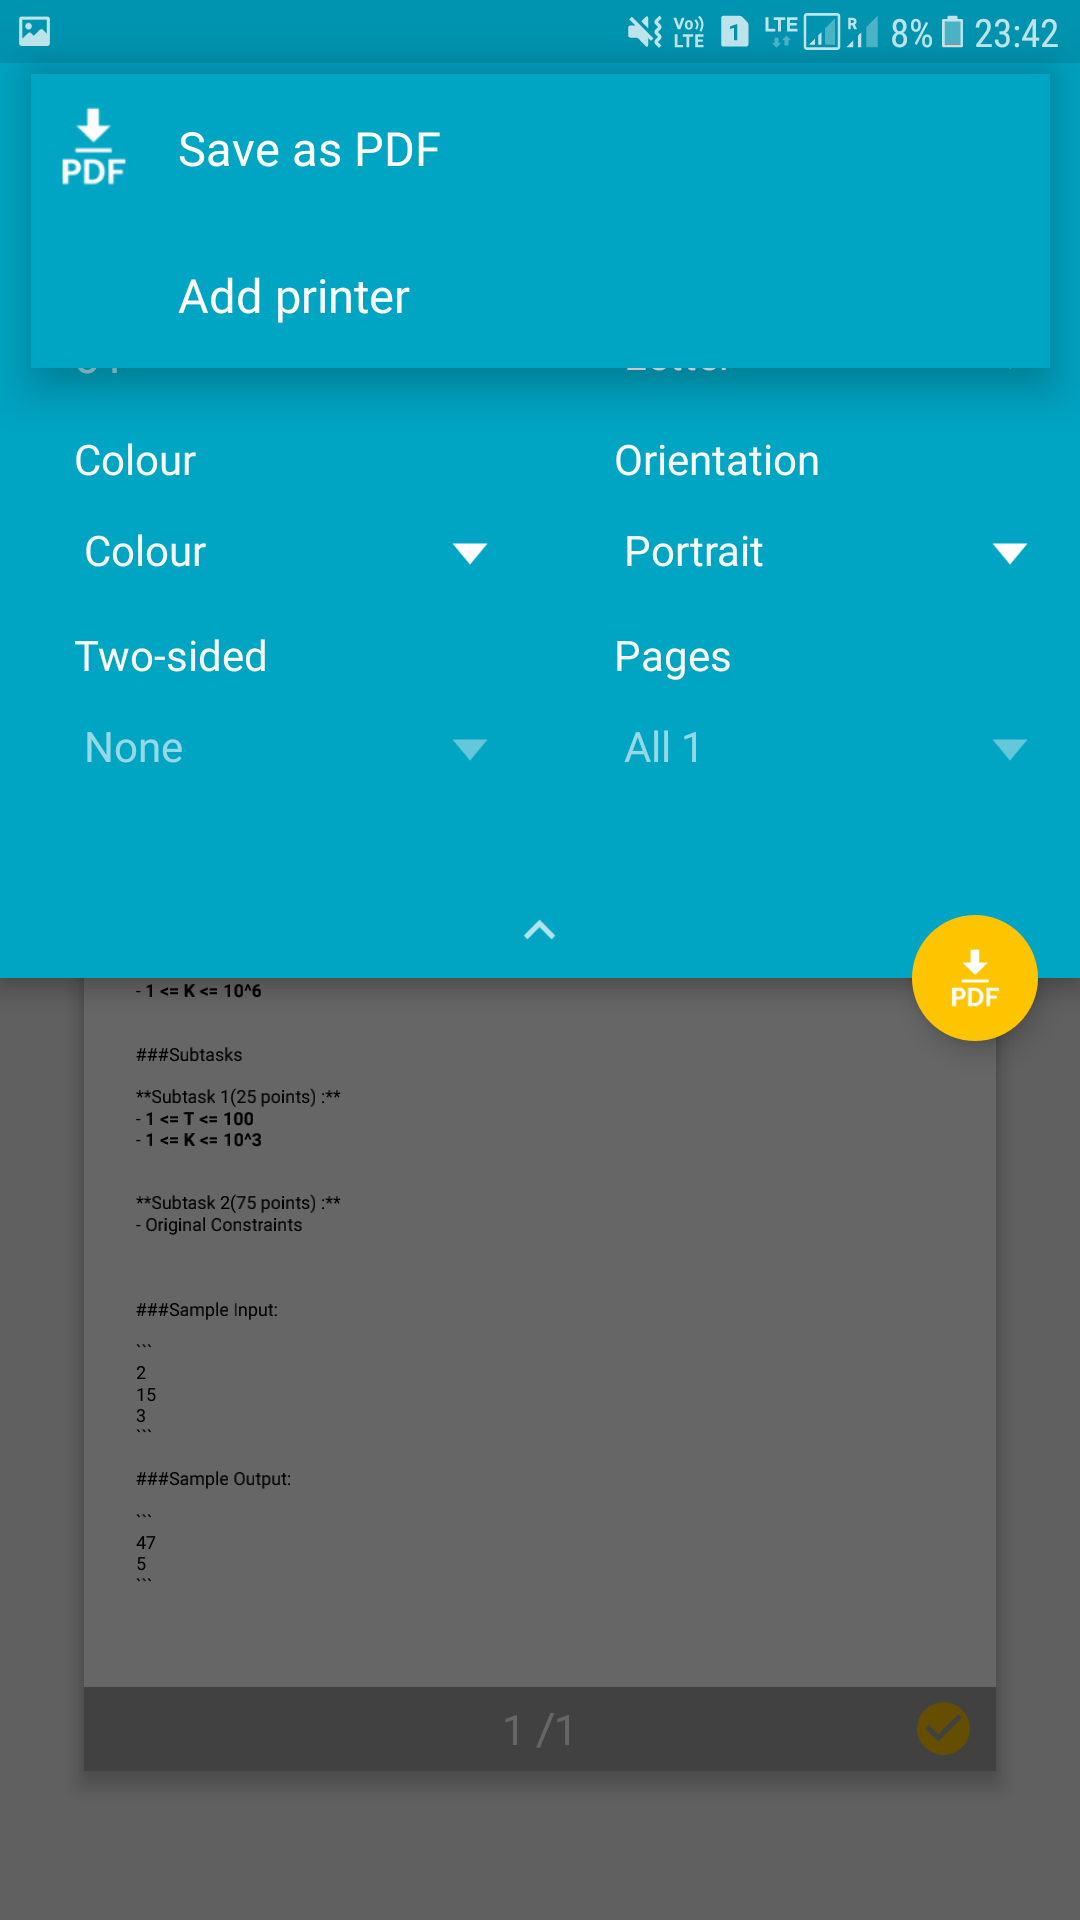 Vo)) LTE 1 LTE R 8% 23:42
PDF Save as PDF
Add printer
Colour Orientation
Colour Portrait
Two-sided Pages
None All 1
PDF
- 1 <= K <= 10^6
###Subtasks
**Subtask 1(25 points) :**
- 1 <= T <= 100
- 1 <= K <= 10^3
**Subtask 2(75 points) :**
- Original Constraints
###Sample Input:
```
2
15
3
```
###Sample Output:
```
47
5
```
1 /1